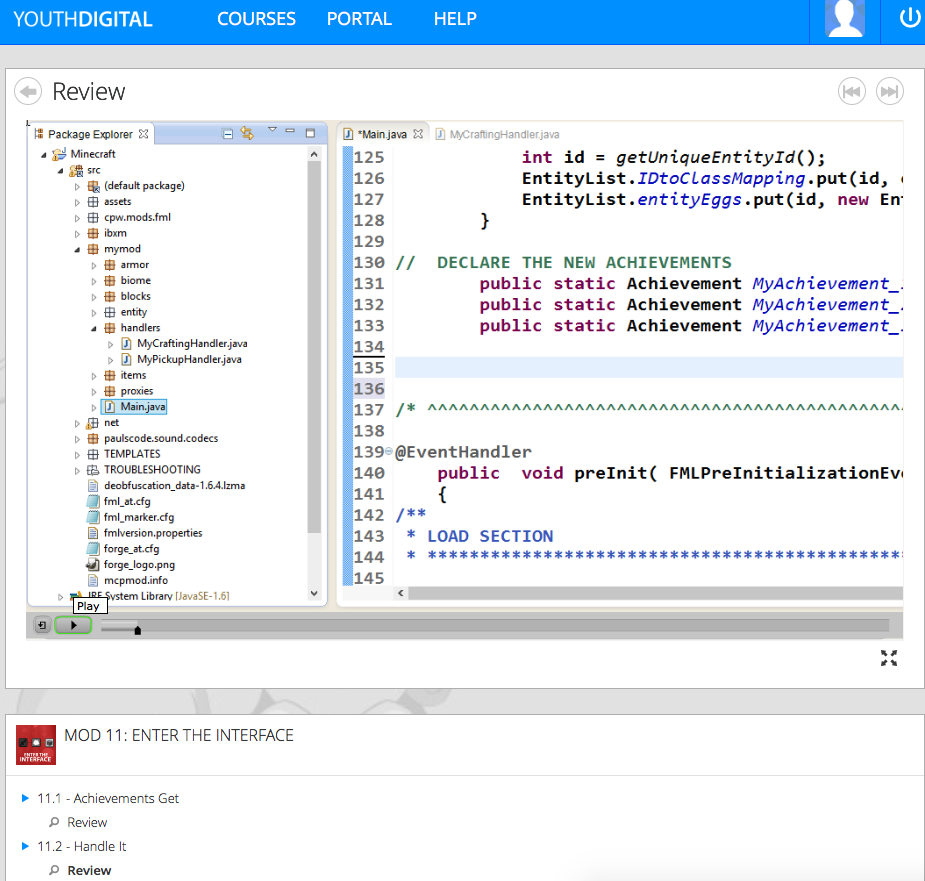 YOUTHDIGITAL COURSES PORTAL HELP
Review
Package Explorer
Minecraft
src
(default package)
assets
cpw.mods.fml
ibxm
mymod
armor
biome
blocks
entity
handlers
MyCraftingHandler.java
MyPickupHandler.java
items
proxies
Main.java
net
paulscode.sound.codecs
TEMPLATES
TROUBLESHOOTING
deobfuscation_data-1.6.4.lzma
fml_at.cfg
fml_marker.cfg
fmlversion.properties
forge_at.cfg
forge_logo.png
mcpmod.info
JRE System Library [JavaSE-1.6]
Play
*Main.java MyCraftingHandler.java
125 int id = getUniqueEntityId();
126 EntityList.IDtoClassMapping.put(id,
127 EntityList.entityEggs.put(id, new En
128 }
129
130 // DECLARE THE NEW ACHIEVEMENTS
131 public static Achievement MyAchievement_
132 public static Achievement MyAchievement_
133 public static Achievement MyAchievement_
134
135
136
137 /* ^^^^^^^^^^^^^^^^^^^^^^^^^^^^^^^^^^^^^^^^^^^^^
138
139 @EventHandler
140 public void preInit( FMLPreInitializationEve
141 {
142 /**
143 * LOAD SECTION
144 * *********************************************
145
MOD 11: ENTER THE INTERFACE
ENTER THE
INTERFACE
11.1 - Achievements Get
Review
11.2 - Handle It
Review